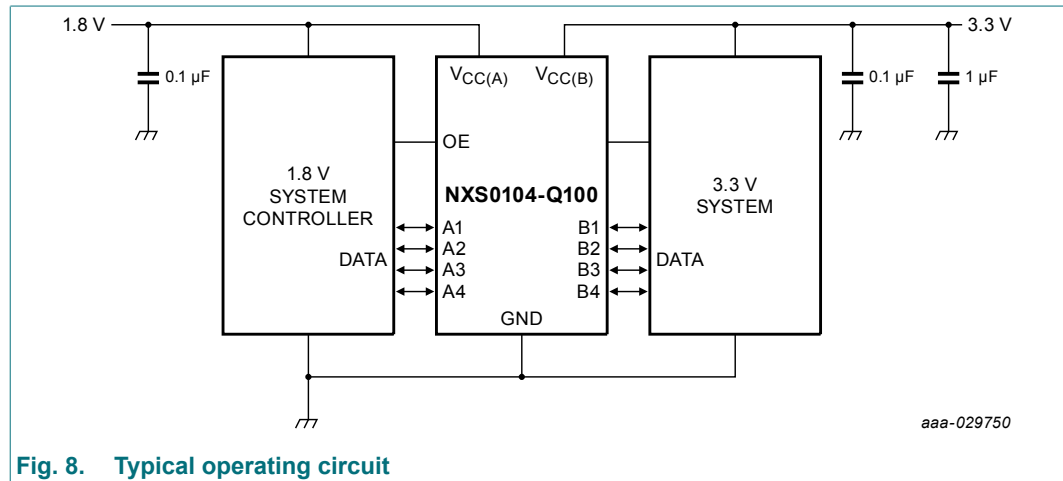 1.8 V
3.3 V
0.1 µF
VCC(A)
VCC(B)
0.1 µF
1 µF
OE
1.8 V
SYSTEM
CONTROLLER
NXS0104-Q100
3.3 V
SYSTEM
DATA
A1
A2
A3
A4
B1
B2
B3
B4
DATA
GND
aaa-029750
Fig. 8. Typical operating circuit